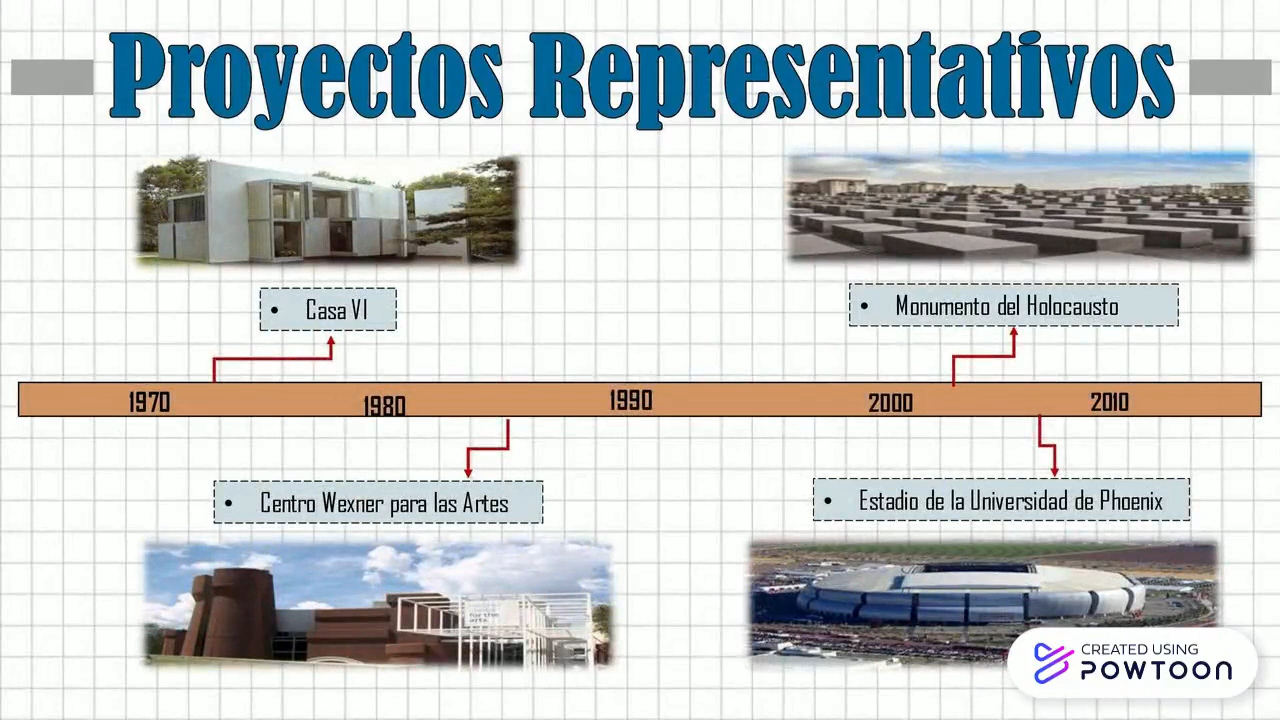 Proyectos Representativos
• Casa VI
• Monumento del Holocausto
1970 1980 1990 2000 2010
• Centro Wexner para las Artes
• Estadio de la Universidad de Phoenix
CREATED USING
POWTOON